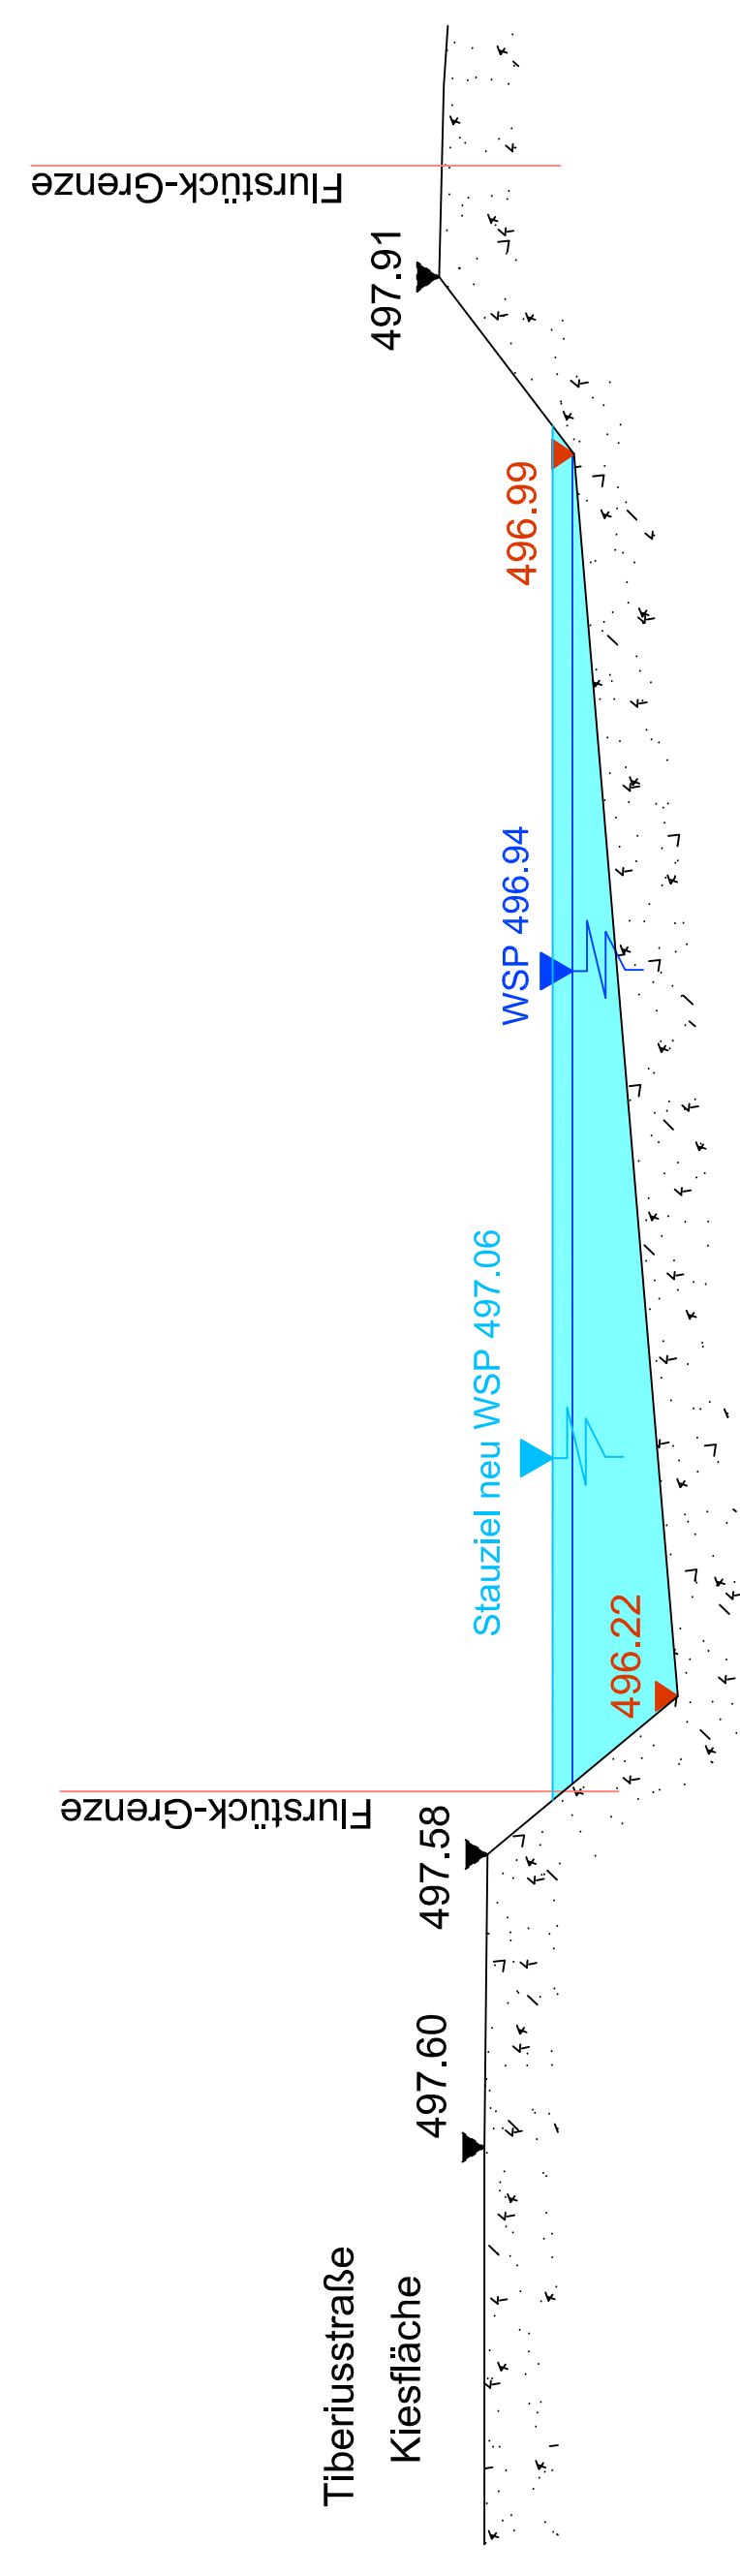 Tiberiusstraße
Kiesfläche
497.60
497.58
Flurstück-Grenze
496.22
Stauziel neu WSP 497.06
WSP 496.94
496.99
497.91
Flurstück-Grenze